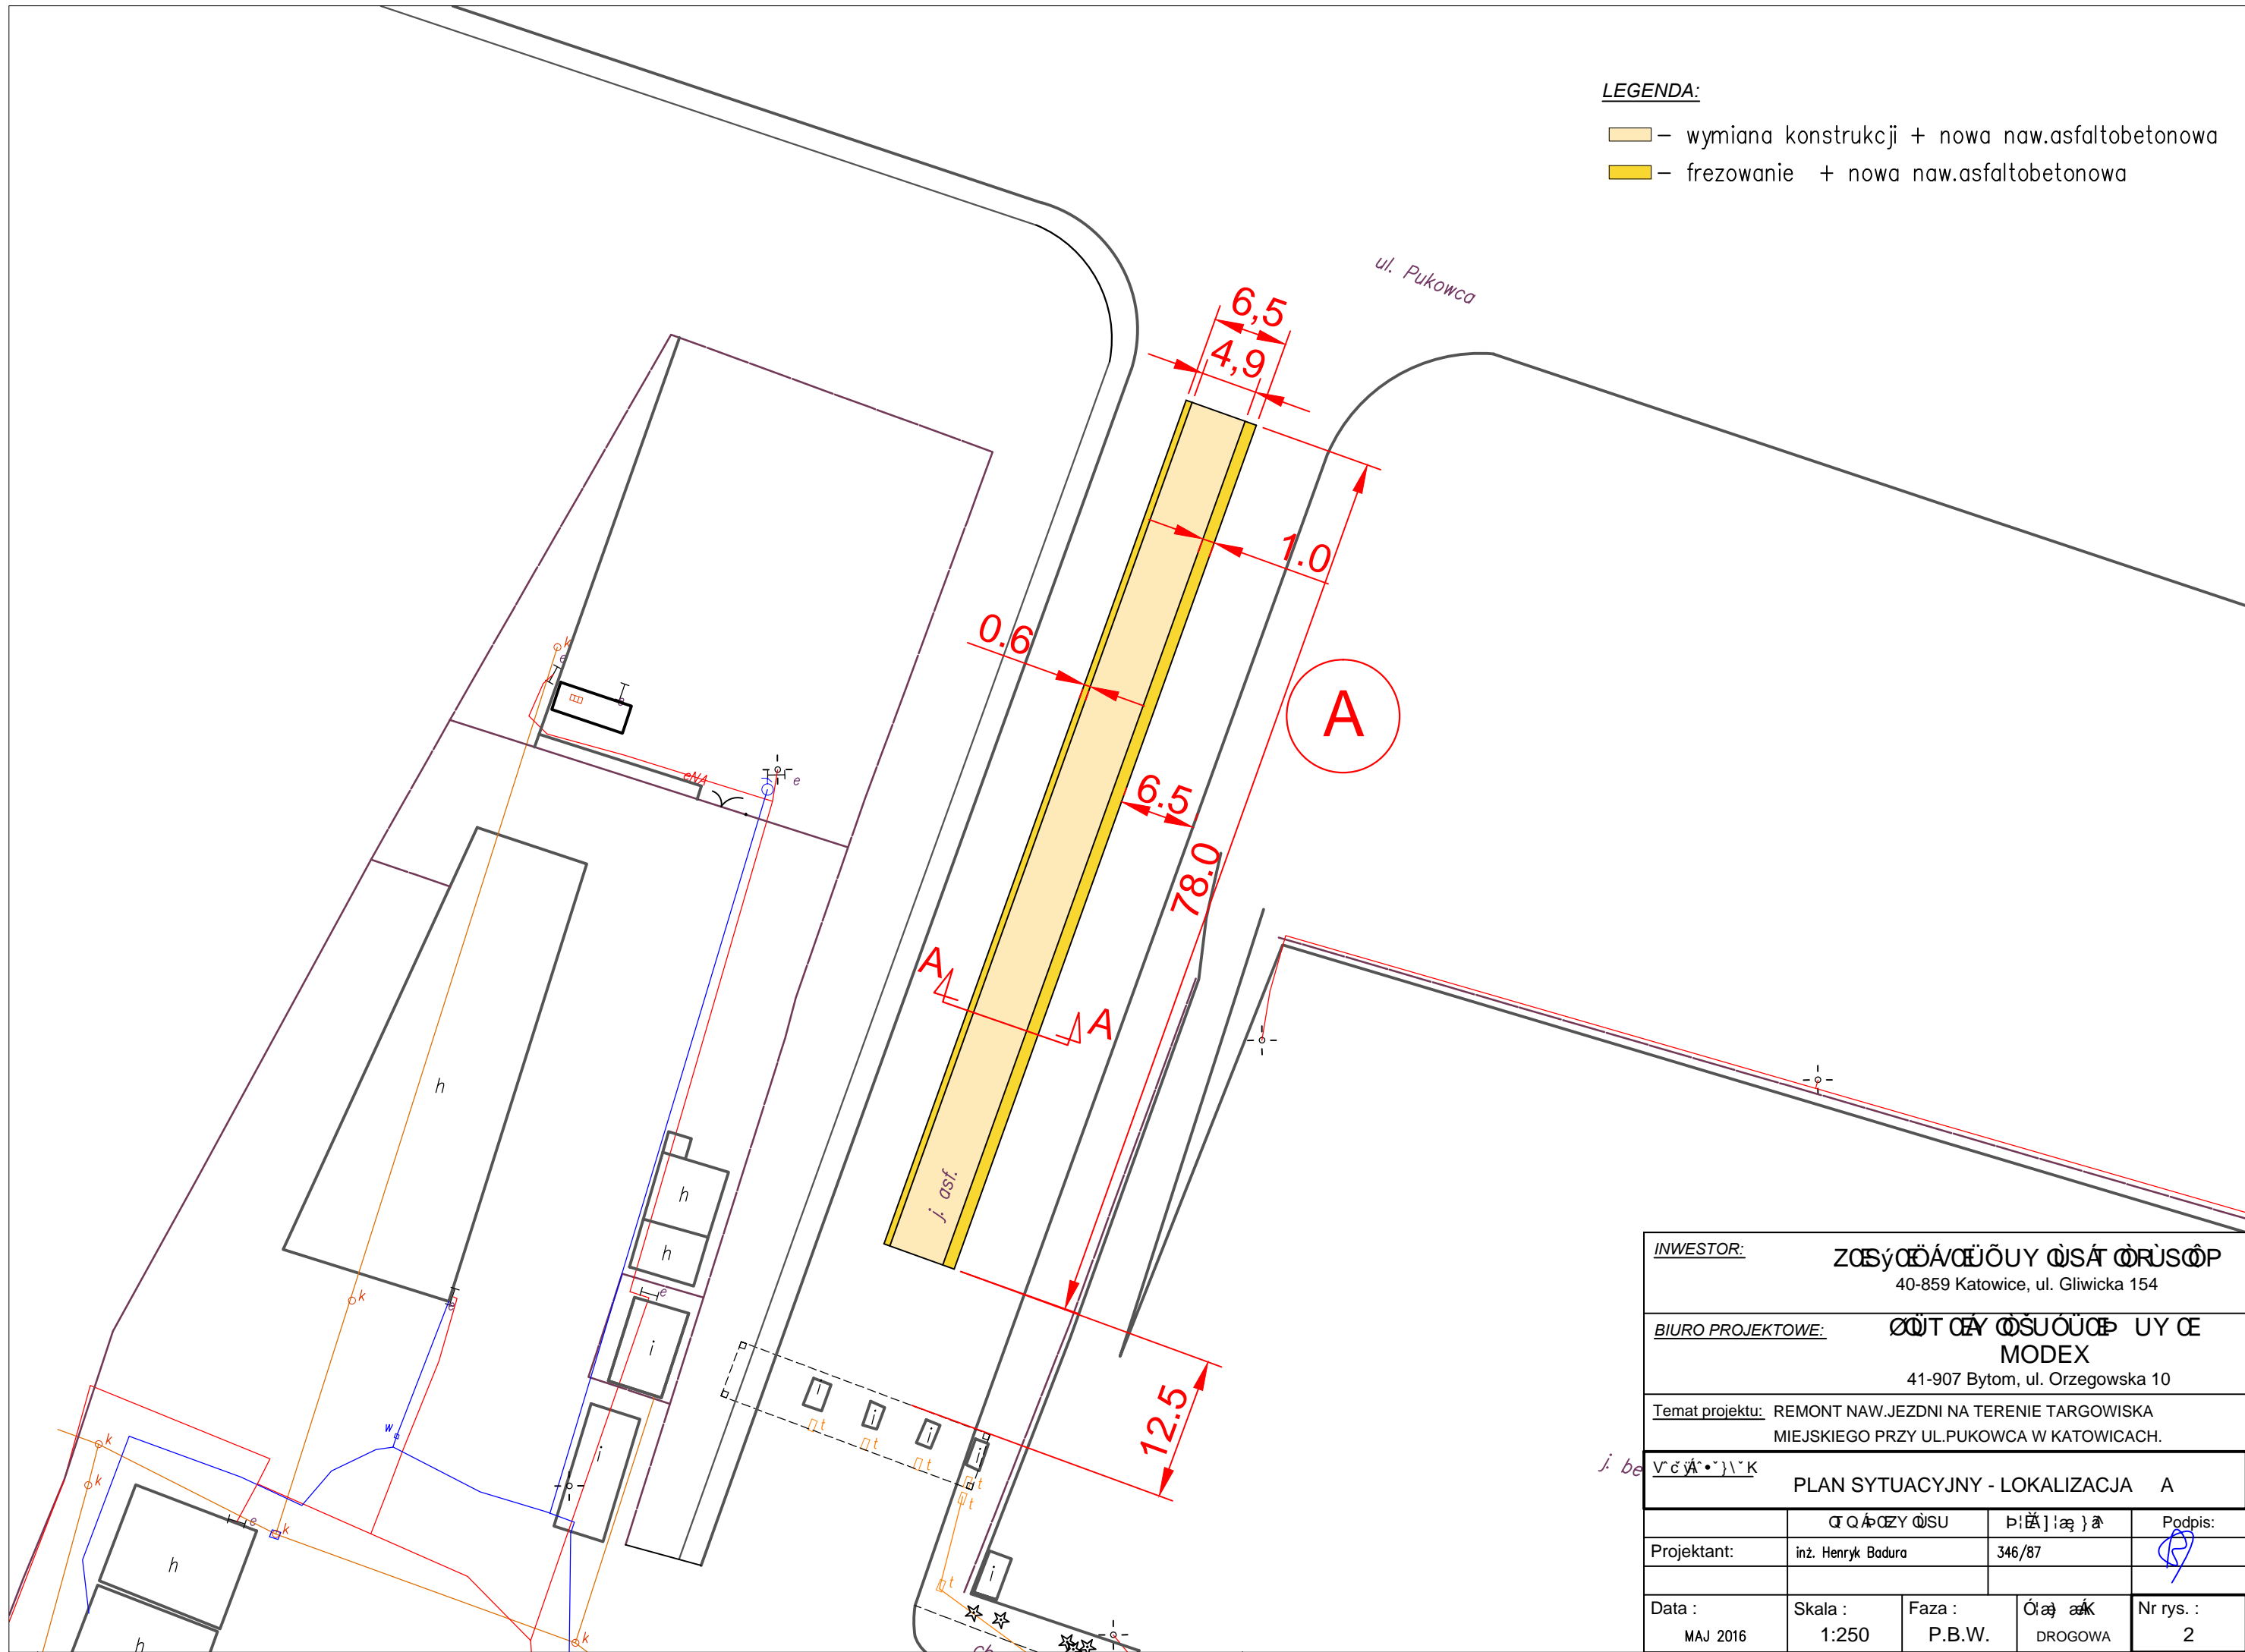 LEGENDA:
– wymiana konstrukcji + nowa naw.asfaltobetonowa
– frezowanie + nowa naw.asfaltobetonowa
ul. Pukowca
6,5
4,9
1.0
0.6
k
e
A
e
eNA
6.5
78.0
A
A
h
j. asf.
h
h
k
e
e
i
12.5
i
i
i
i
t
t
t
t
t
i
w
k
k
i
e
k
h
t
i
h
k
j. be
INWESTOR:
40-859 Katowice, ul. Gliwicka 154
BIURO PROJEKTOWE:
MODEX
41-907 Bytom, ul. Orzegowska 10
Temat projektu: REMONT NAW.JEZDNI NA TERENIE TARGOWISKA
MIEJSKIEGO PRZY UL.PUKOWCA W KATOWICACH.
PLAN SYTUACYJNY - LOKALIZACJA A
Podpis:
Projektant: inż. Henryk Badura 346/87
Data : Skala : Faza : Nr rys. :
MAJ 2016 1:250 P.B.W. DROGOWA 2